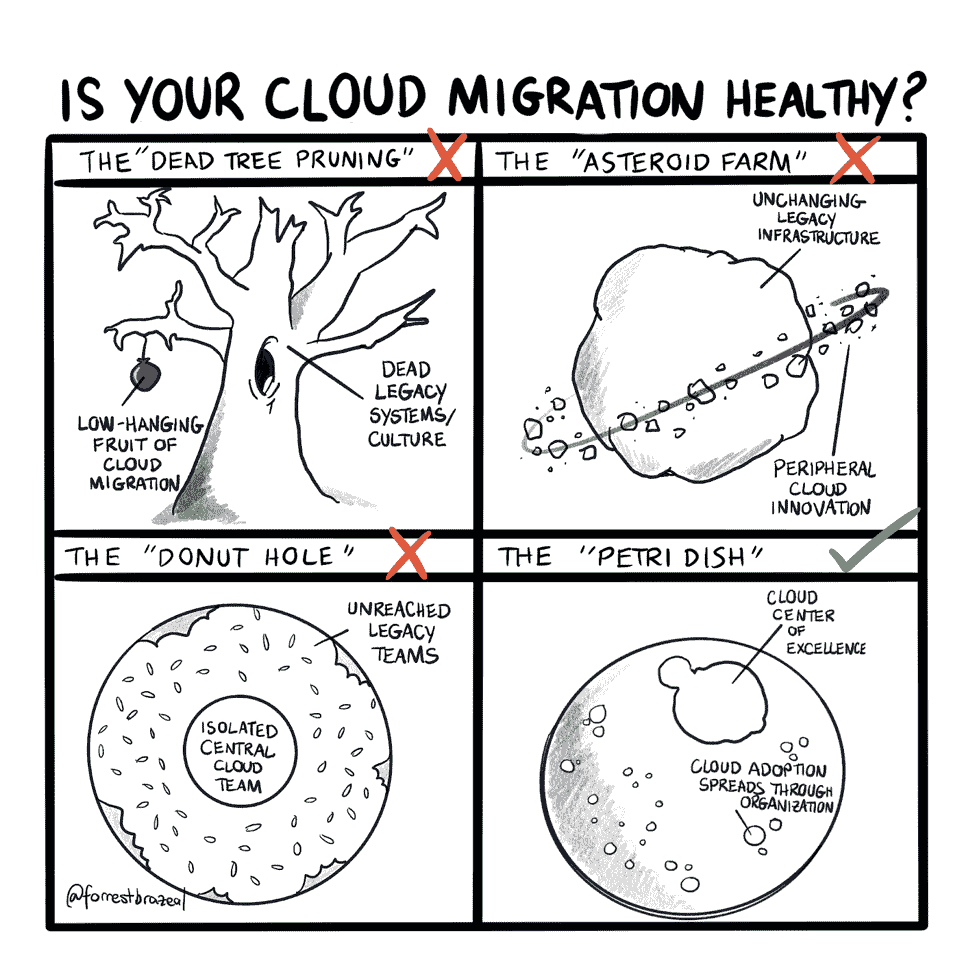 IS YOUR CLOUD MIGRATION HEALTHY?
THE "DEAD TREE PRUNING"
LOW-HANGING
FRUIT OF
CLOUD
MIGRATION
DEAD
LEGACY
SYSTEMS/
CULTURE
THE "ASTEROID FARM"
UNCHANGING
LEGACY
INFRASTRUCTURE
PERIPHERAL
CLOUD
INNOVATION
THE "DONUT HOLE"
UNREACHED
LEGACY
TEAMS
ISOLATED
CENTRAL
CLOUD
TEAM
@forrestbrazeal
THE "PETRI DISH"
CLOUD
CENTER
OF
EXCELLENCE
CLOUD ADOPTION
SPREADS THROUGH
ORGANIZATION